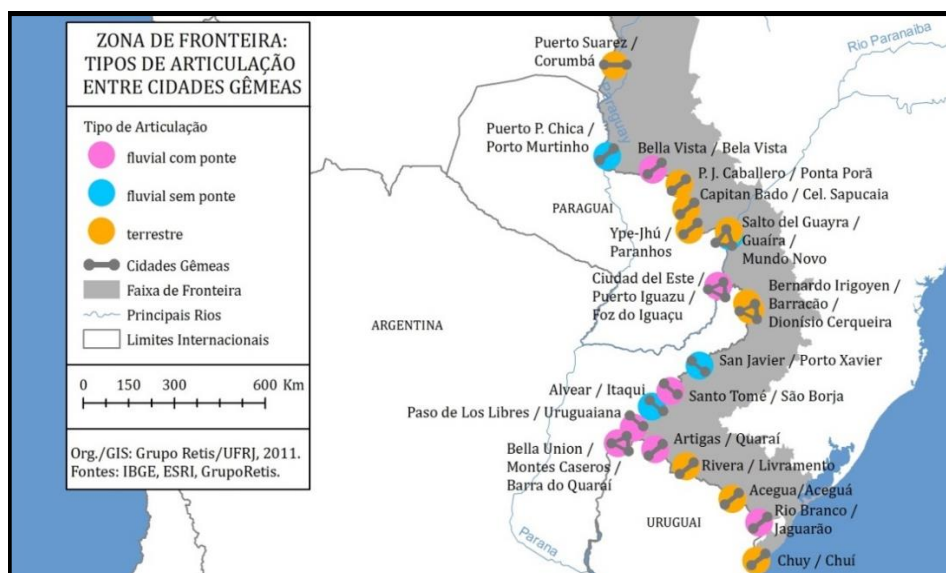 ZONA DE FRONTEIRA:
TIPOS DE ARTICULAÇÃO
ENTRE CIDADES GÊMEAS
Tipo de Articulação
fluvial com ponte
fluvial sem ponte
terrestre
Cidades Gêmeas
Faixa de Fronteira
Principais Rios
Limites Internacionais
0 150 300 600 Km
Org./GIS: Grupo Retis/UFRJ, 2011.
Fontes: IBGE, ESRI, GrupoRetis.
Puerto Suarez /
Corumbá
Rio Paranaiba
Paraguay
Puerto P. Chica /
Porto Murtinho
Bella Vista / Bela Vista
P. J. Caballero / Ponta Porã
Capitan Bado / Cel. Sapucaia
PARAGUAI
Ype-Jhú /
Paranhos
Salto del Guayra /
Guaíra /
Mundo Novo
Ciudad del Este /
Puerto Iguazu /
Foz do Iguaçu
Bernardo Irigoyen /
Barracão /
Dionísio Cerqueira
ARGENTINA
San Javier / Porto Xavier
Alvear / Itaqui
Santo Tomé / São Borja
Paso de Los Libres / Uruguaiana
Bella Union /
Montes Caseros /
Barra do Quaraí
Artigas / Quaraí
Rivera / Livramento
Acegua/Aceguá
Rio Branco /
Jaguarão
URUGUAI
Parana
Chuy / Chuí